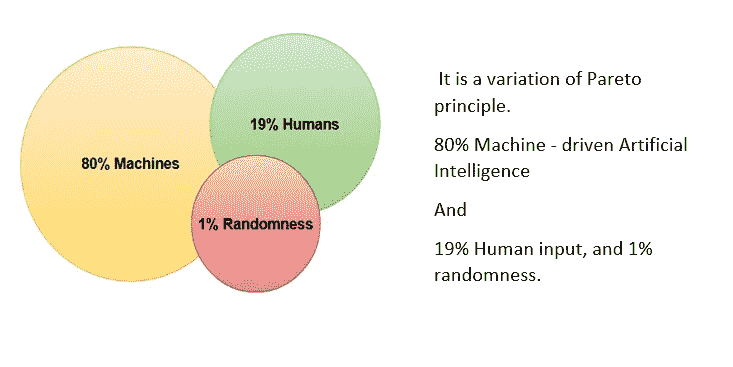 80% Machines
19% Humans
1% Randomness
It is a variation of Pareto
principle.
80% Machine - driven Artificial
Intelligence
And
19% Human input, and 1%
randomness.